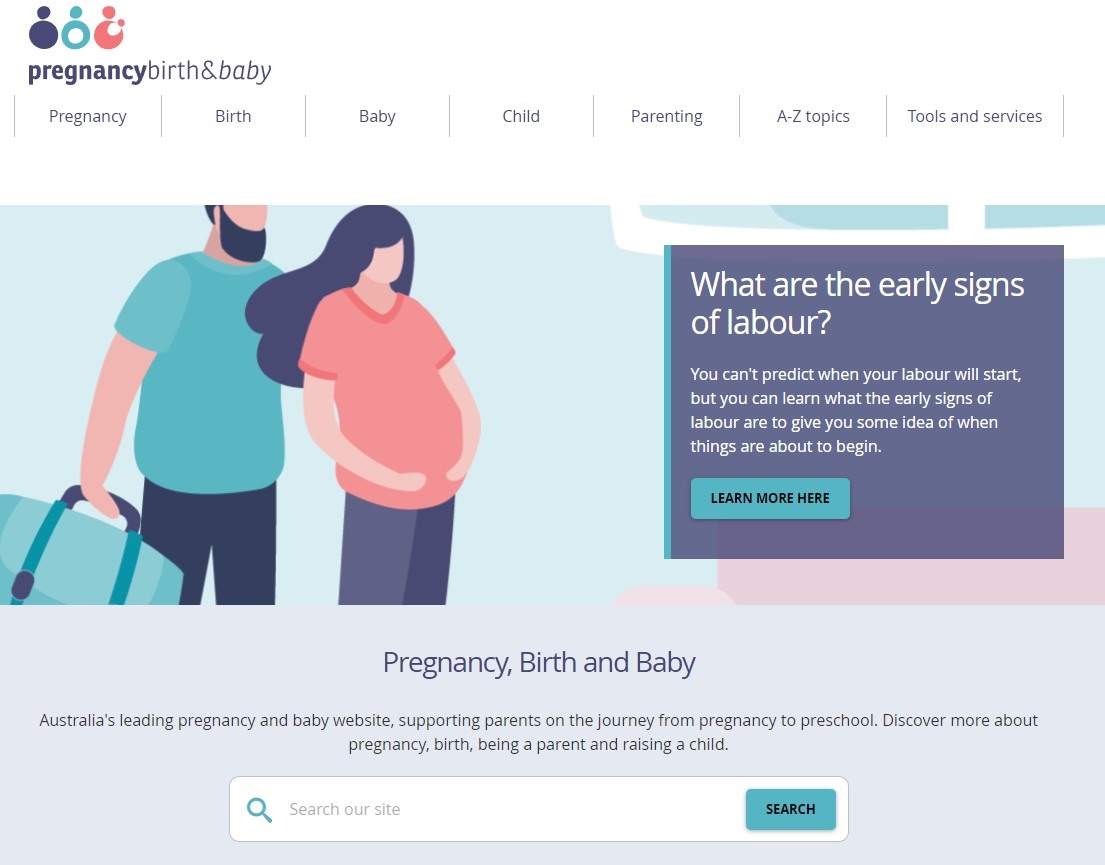 pregnancybirth&baby
Pregnancy
Birth
Baby
Child
Parenting
A-Z topics
Tools and services
What are the early signs
of labour?
You can't predict when your labour will start,
but you can learn what the early signs of
labour are to give you some idea of when
things are about to begin.
LEARN MORE HERE
Pregnancy, Birth and Baby
Australia's leading pregnancy and baby website, supporting parents on the journey from pregnancy to preschool. Discover more about
pregnancy, birth, being a parent and raising a child.
Search our site
SEARCH